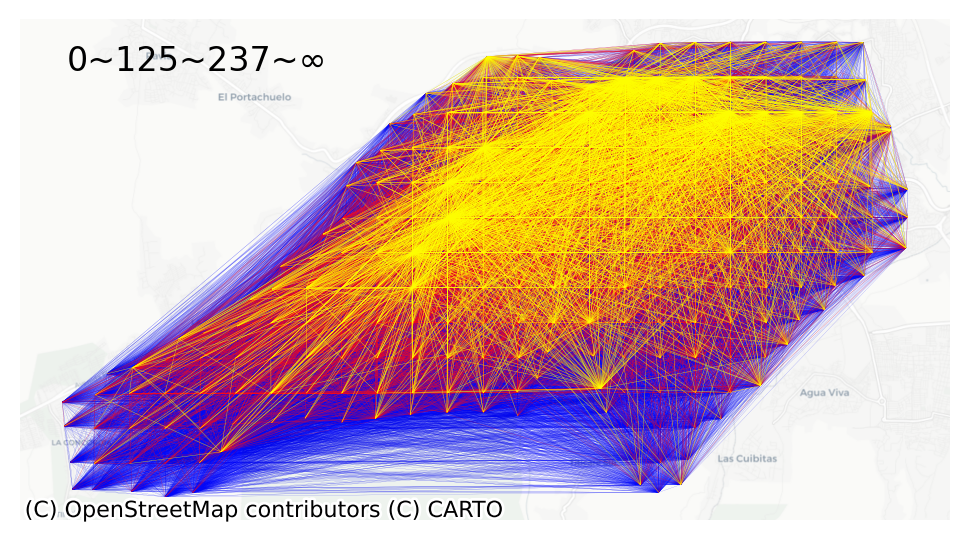 0~125~237~∞
El Portachuelo
Agua Viva
Las Cuibitas
(C) OpenStreetMap contributors (C) CARTO